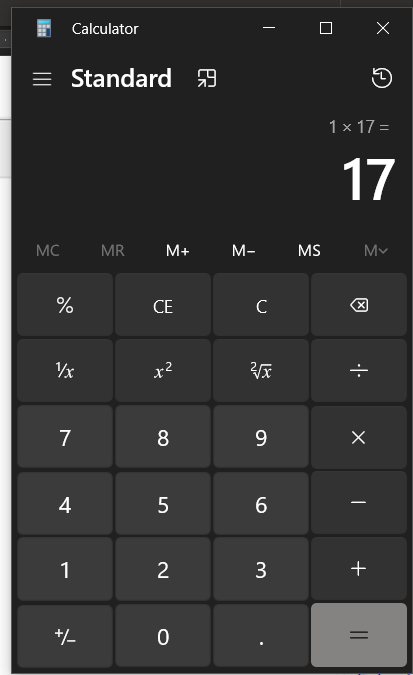 Calculator
Standard
1 × 17 =
17
MC MR M+ M− MS M˅
% CE C ⌫
¹/x x² ²√x ÷
7 8 9 ×
4 5 6 −
1 2 3 +
+/− 0 . =